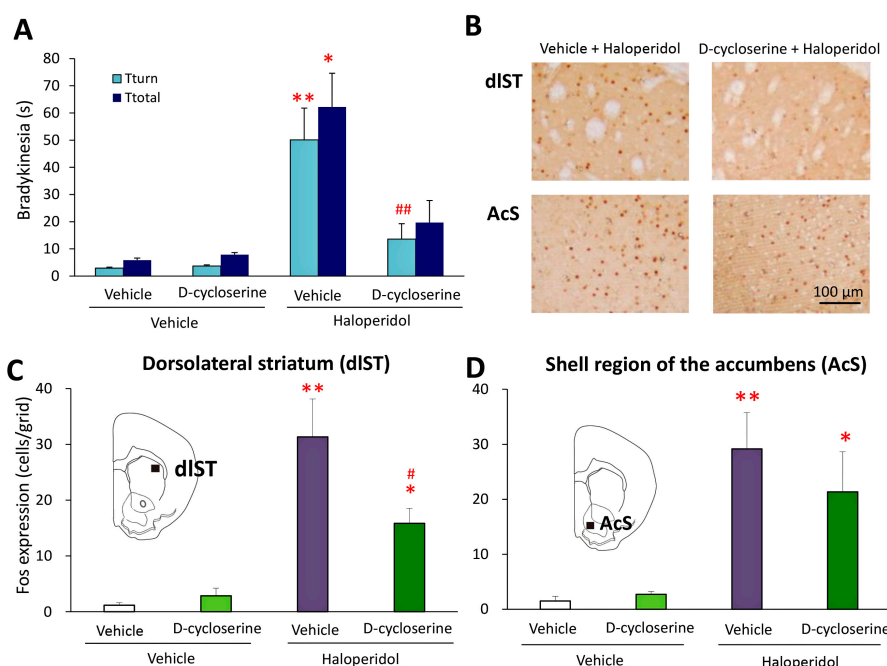 A
80
70
60
50
40
30
20
10
0
Bradykinesia (s)
Tturn
Ttotal
**
*
##
Vehicle
D-cycloserine
Vehicle
D-cycloserine
Vehicle
Haloperidol
B
Vehicle + Haloperidol
D-cycloserine + Haloperidol
dlST
AcS
100 μm
C
Dorsolateral striatum (dlST)
40
30
20
10
0
Fos expression (cells/grid)
dlST
**
#
*
Vehicle
D-cycloserine
Vehicle
D-cycloserine
Vehicle
Haloperidol
D
Shell region of the accumbens (AcS)
40
30
20
10
0
AcS
**
*
Vehicle
D-cycloserine
Vehicle
D-cycloserine
Vehicle
Haloperidol